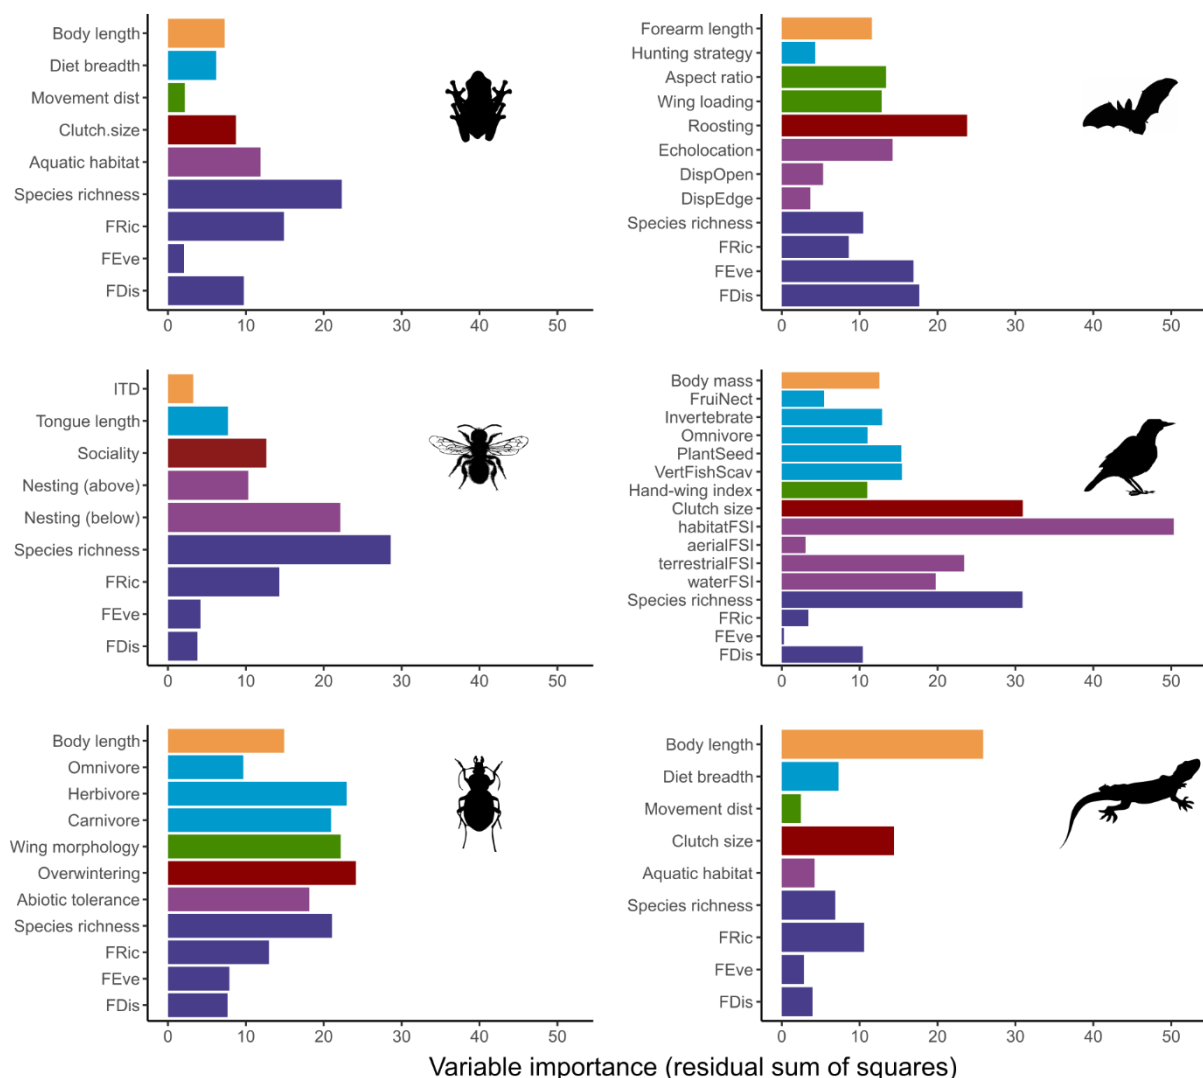 Body length
Diet breadth
Movement dist
Clutch.size
Aquatic habitat
Species richness
FRic
FEve
FDis
0 10 20 30 40 50
Forearm length
Hunting strategy
Aspect ratio
Wing loading
Roosting
Echolocation
DispOpen
DispEdge
Species richness
FRic
FEve
FDis
0 10 20 30 40 50
ITD
Tongue length
Sociality
Nesting (above)
Nesting (below)
Species richness
FRic
FEve
FDis
0 10 20 30 40 50
Body mass
FruiNect
Invertebrate
Omnivore
PlantSeed
VertFishScav
Hand-wing index
Clutch size
habitatFSI
aerialFSI
terrestrialFSI
waterFSI
Species richness
FRic
FEve
FDis
0 10 20 30 40 50
Body length
Omnivore
Herbivore
Carnivore
Wing morphology
Overwintering
Abiotic tolerance
Species richness
FRic
FEve
FDis
0 10 20 30 40 50
Body length
Diet breadth
Movement dist
Clutch size
Aquatic habitat
Species richness
FRic
FEve
FDis
0 10 20 30 40 50
Variable importance (residual sum of squares)